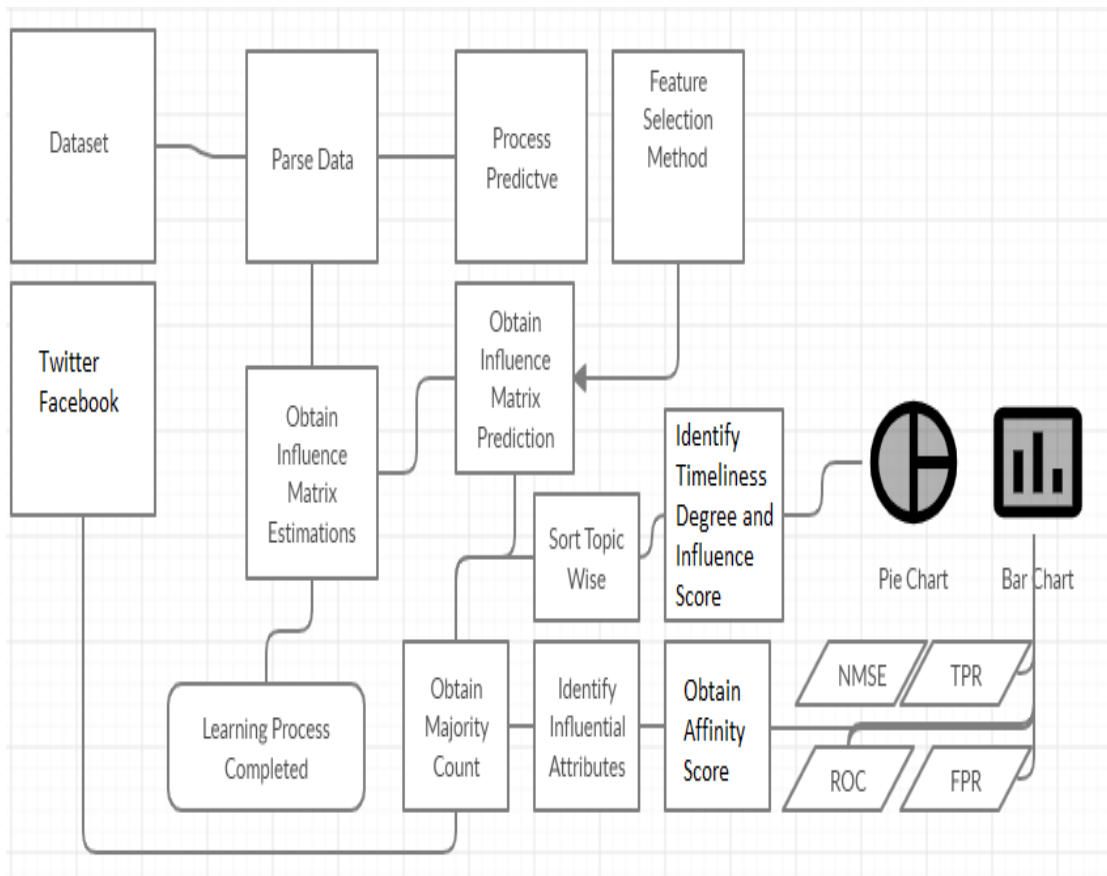 Dataset
Parse Data
Process
Predictve
Feature
Selection
Method
Twitter
Facebook
Obtain
Influence
Matrix
Estimations
Obtain
Influence
Matrix
Prediction
Sort Topic
Wise
Identify
Timeliness
Degree and
Influence
Score
Pie Chart
Bar Chart
Learning Process
Completed
Obtain
Majority
Count
Identify
Influential
Attributes
Obtain
Affinity
Score
NMSE
TPR
ROC
FPR